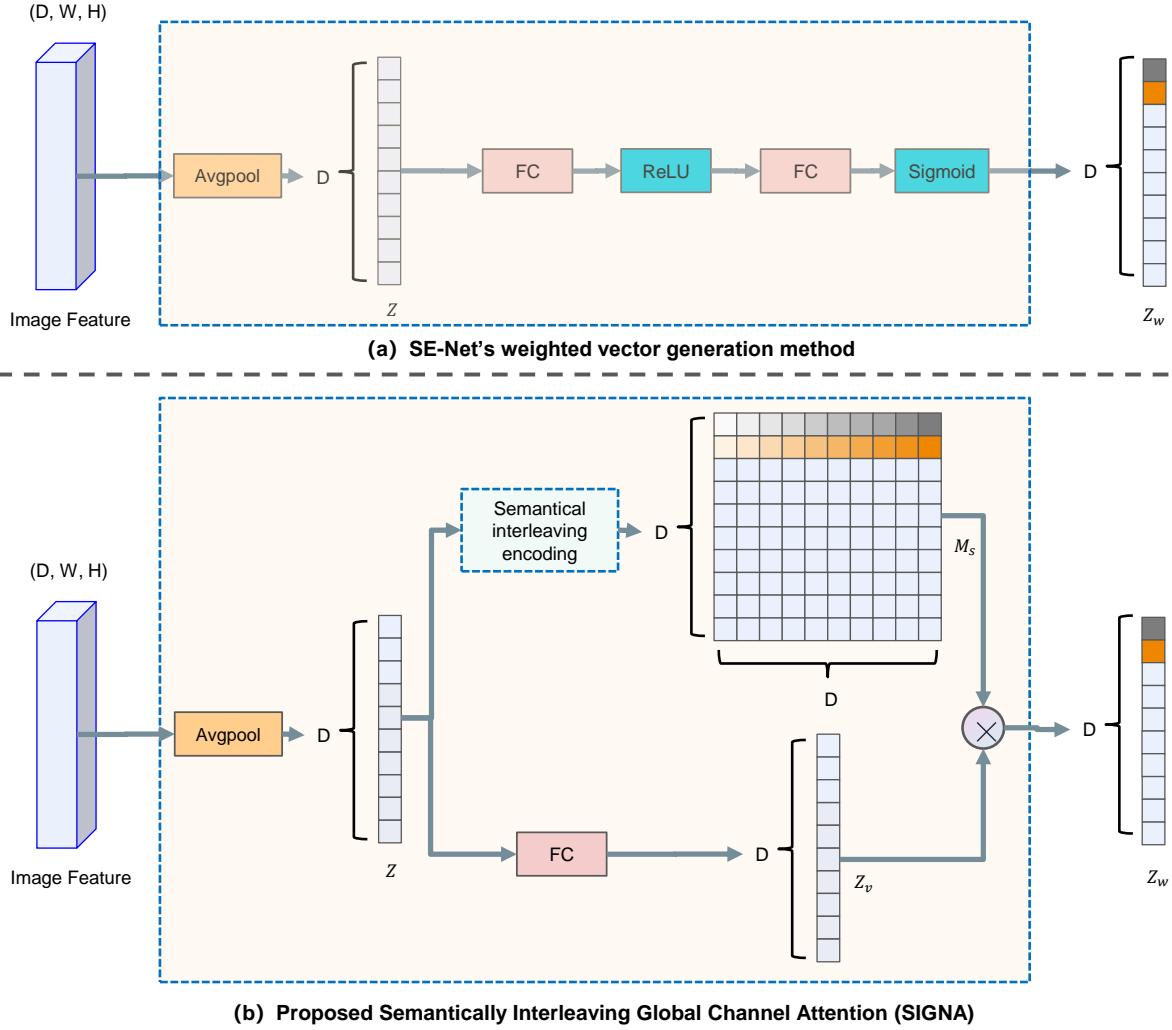 (D, W, H)
Avgpool
D
FC
ReLU
FC
Sigmoid
D
Image Feature
Z
Z_w
(a) SE-Net's weighted vector generation method
Semantical
interleaving
encoding
D
M_s
(D, W, H)
D
Avgpool
D
D
FC
D
Image Feature
Z
Z_v
Z_w
(b) Proposed Semantically Interleaving Global Channel Attention (SIGNA)